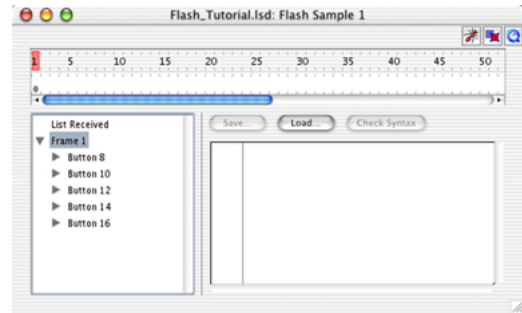 Flash_Tutorial.lsd: Flash Sample 1
1 5 10 15 20 25 30 35 40 45 50
List Received
Frame 1
Button 8
Button 10
Button 12
Button 14
Button 16
Save... Load... Check Syntax